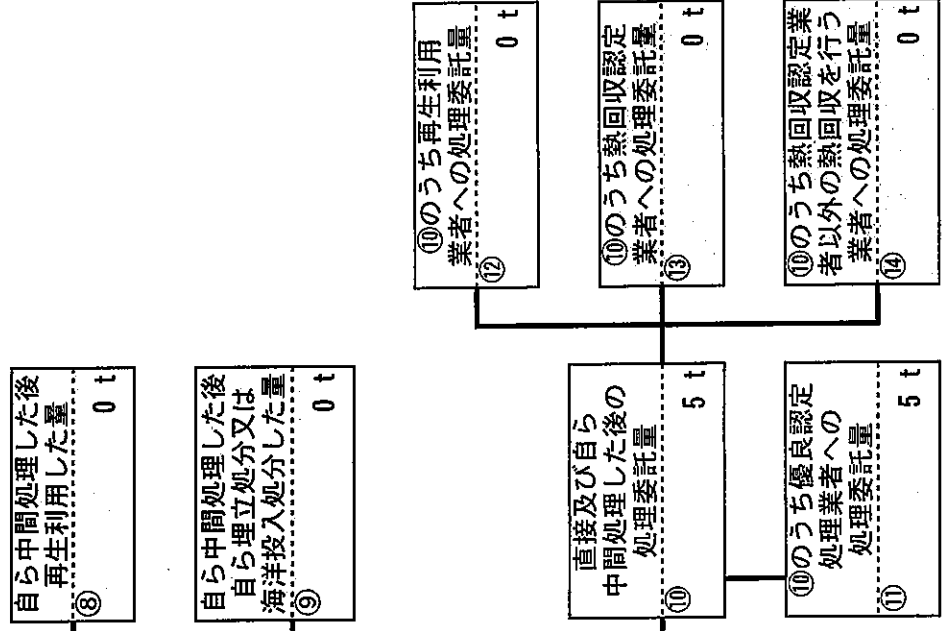 自ら中間処理した後
再生利用した量
⑧
0 t
自ら中間処理した後
自ら埋立処分又は
海洋投入処分した量
⑨
0 t
直接及び自ら
中間処理した後の
処理委託量
⑩
5 t
⑩のうち優良認定
処理業者への
処理委託量
⑪
5 t
⑩のうち再生利用
業者への処理委託量
⑫
0 t
⑩のうち熱回収認定
業者への処理委託量
⑬
0 t
⑩のうち熱回収認定業
者以外の熱回収を行う
業者への処理委託量
⑭
0 t